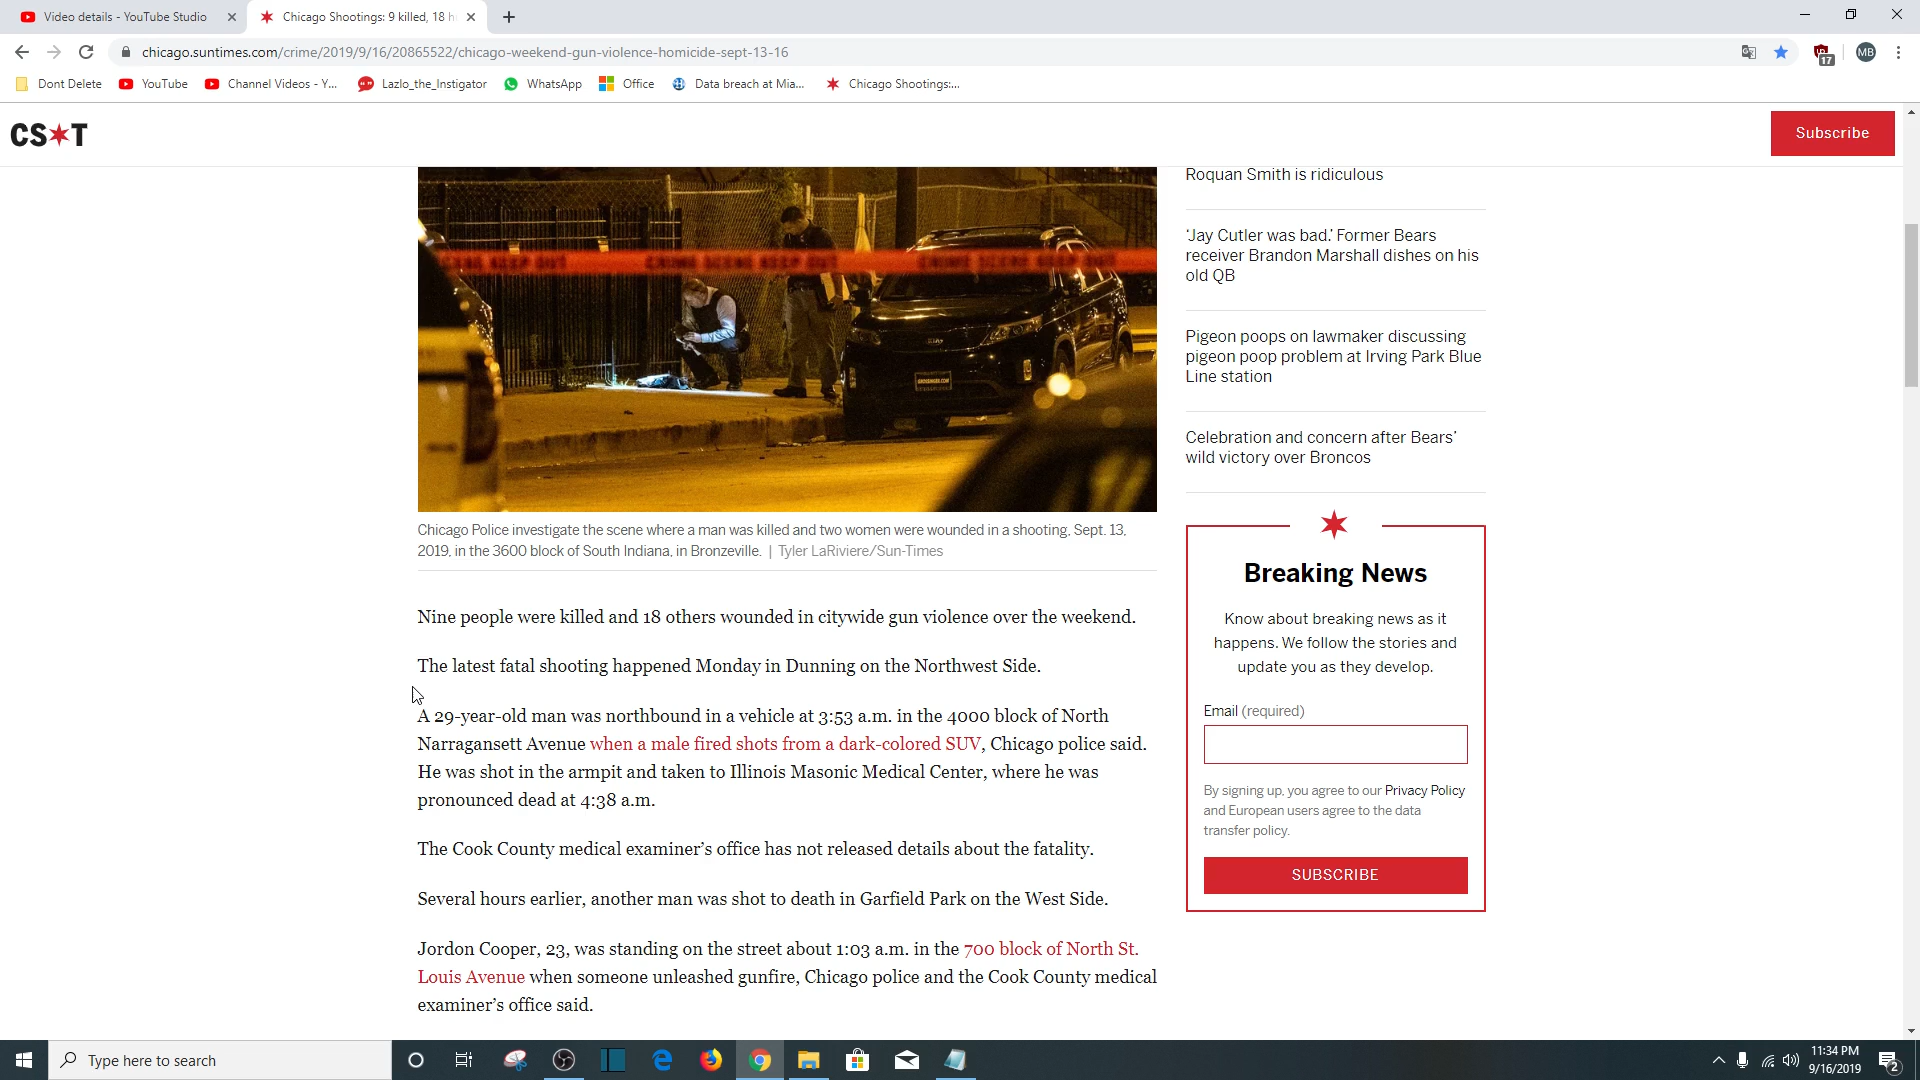 Video details - YouTube Studio
Chicago Shootings: 9 killed, 18 h
chicago.suntimes.com/crime/2019/9/16/20865522/chicago-weekend-gun-violence-homicide-sept-13-16
17
MB
Dont Delete
YouTube
Channel Videos - Y...
Lazlo_the_Instigator
WhatsApp
Office
Data breach at Mia...
Chicago Shootings:...
CS T
Subscribe
Chicago Police investigate the scene where a man was killed and two women were wounded in a shooting, Sept. 13,
2019, in the 3600 block of South Indiana, in Bronzeville. | Tyler LaRiviere/Sun-Times
Nine people were killed and 18 others wounded in citywide gun violence over the weekend.
The latest fatal shooting happened Monday in Dunning on the Northwest Side.
A 29-year-old man was northbound in a vehicle at 3:53 a.m. in the 4000 block of North
Narragansett Avenue when a male fired shots from a dark-colored SUV, Chicago police said.
He was shot in the armpit and taken to Illinois Masonic Medical Center, where he was
pronounced dead at 4:38 a.m.
The Cook County medical examiner's office has not released details about the fatality.
Several hours earlier, another man was shot to death in Garfield Park on the West Side.
Jordon Cooper, 23, was standing on the street about 1:03 a.m. in the 700 block of North St.
Louis Avenue when someone unleashed gunfire, Chicago police and the Cook County medical
examiner's office said.
Roquan Smith is ridiculous
'Jay Cutler was bad.' Former Bears
receiver Brandon Marshall dishes on his
old QB
Pigeon poops on lawmaker discussing
pigeon poop problem at Irving Park Blue
Line station
Celebration and concern after Bears'
wild victory over Broncos
Breaking News
Know about breaking news as it
happens. We follow the stories and
update you as they develop.
Email (required)
By signing up, you agree to our Privacy Policy
and European users agree to the data
transfer policy.
SUBSCRIBE
Type here to search
11:34 PM
9/16/2019
2